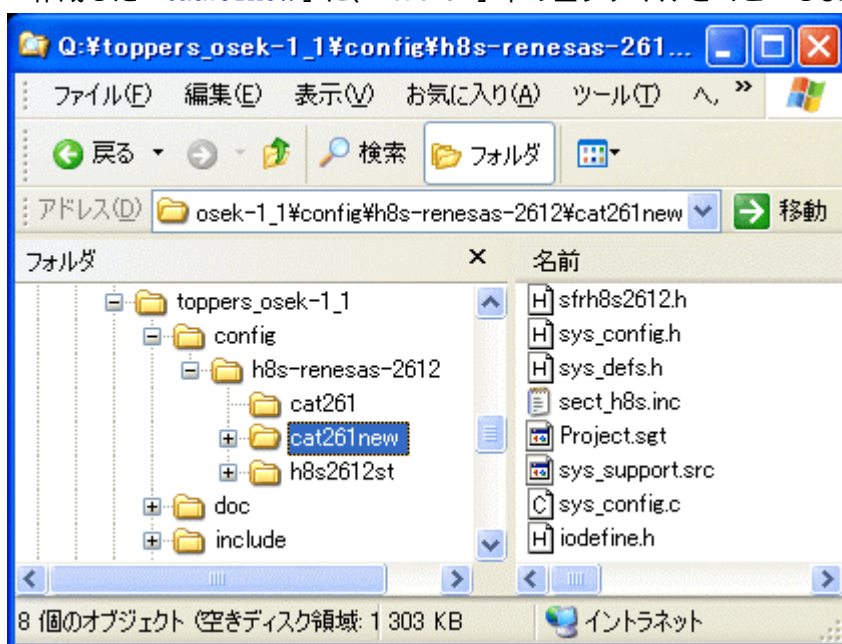 Q:¥toppers_osek-1_1¥config¥h8s-renesas-261...
ファイル(F) 編集(E) 表示(V) お気に入り(A) ツール(T) ヘ, »
戻る 検索 フォルダ
アドレス(D) osek-1_1¥config¥h8s-renesas-2612¥cat261new 移動
フォルダ × 名前
toppers_osek-1_1
config
h8s-renesas-2612
cat261
cat261new
h8s2612st
doc
include
sfrh8s2612.h
sys_config.h
sys_defs.h
sect_h8s.inc
Project.sgt
sys_support.src
sys_config.c
iodefine.h
8 個のオブジェクト (空きディスク領域: 1 303 KB イントラネット